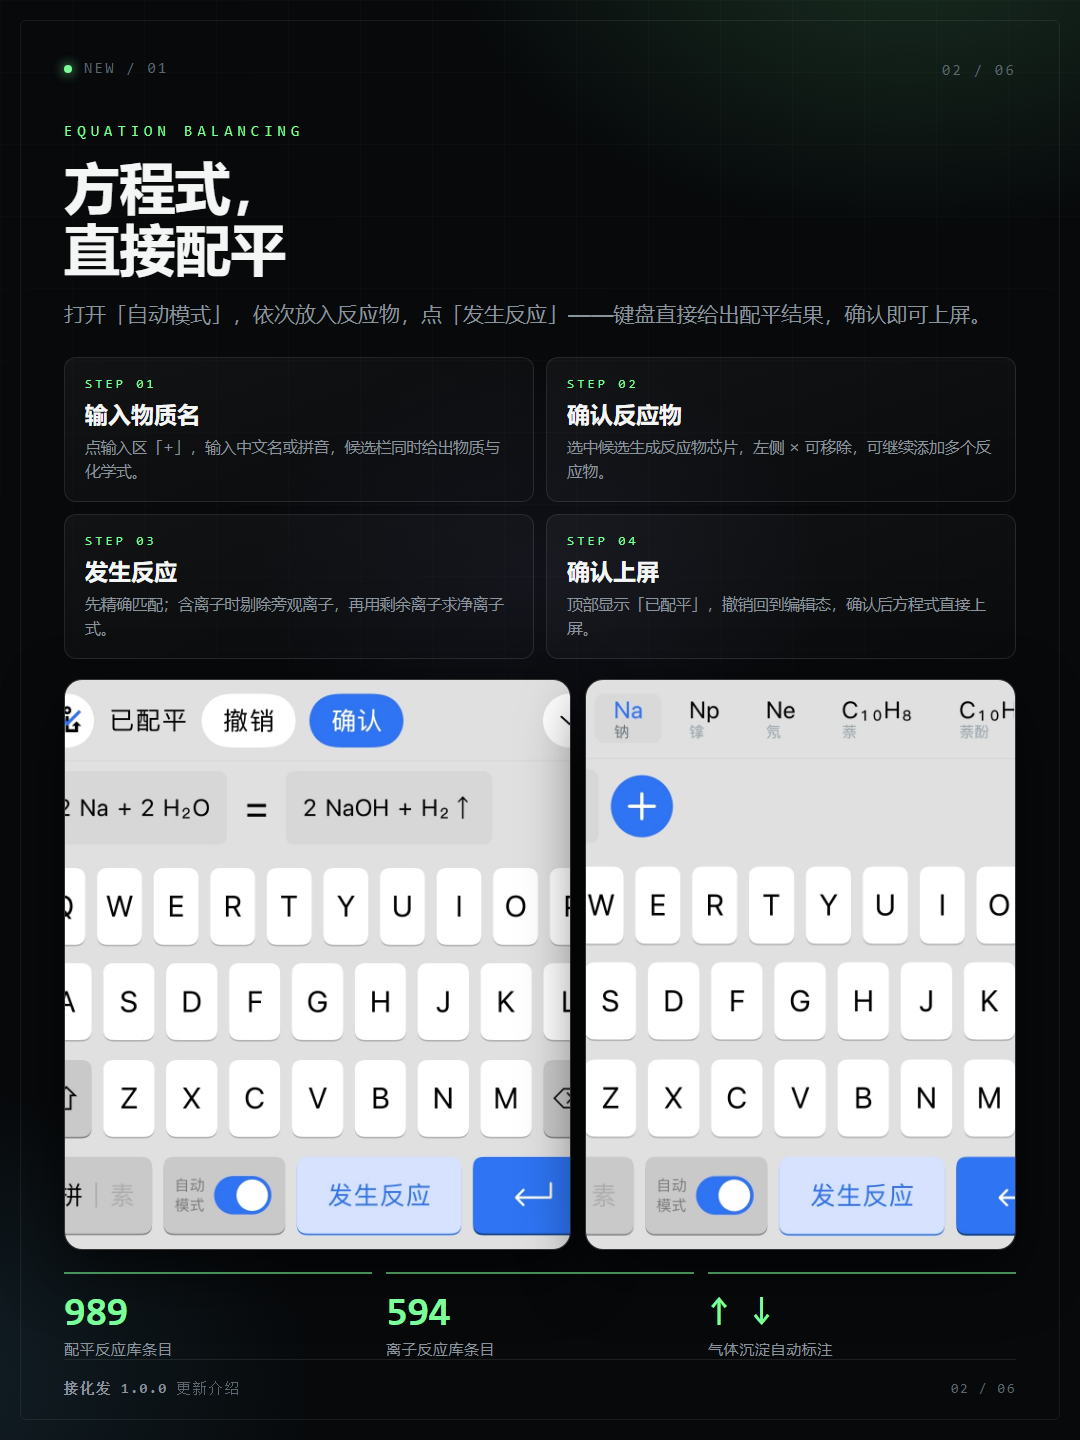 NEW / 01
02 / 06
EQUATION BALANCING
方程式，
直接配平
打开「自动模式」，依次放入反应物，点「发生反应」——键盘直接给出配平结果，确认即可上屏。
STEP 01
输入物质名
点输入区「+」，输入中文名或拼音，候选栏同时给出物质与
化学式。
STEP 02
确认反应物
选中候选生成反应物芯片，左侧 × 可移除，可继续添加多个反
应物。
STEP 03
发生反应
先精确匹配；含离子时剔除旁观离子，再用剩余离子求净离子
式。
STEP 04
确认上屏
顶部显示「已配平」，撤销回到编辑态，确认后方程式直接上
屏。
已配平 撤销 确认
2 Na + 2 H₂O = 2 NaOH + H₂↑
Q W E R T Y U I O P
A S D F G H J K L
Z X C V B N M
拼 | 素 自动
模式 发生反应
Na Np Ne C₁₀H₈ C₁₀H
钠 镎 氖 萘 萘酚
W E R T Y U I O
S D F G H J K
Z X C V B N M
素 自动
模式 发生反应
989
配平反应库条目
594
离子反应库条目
↑ ↓
气体沉淀自动标注
接化发 1.0.0 更新介绍
02 / 06